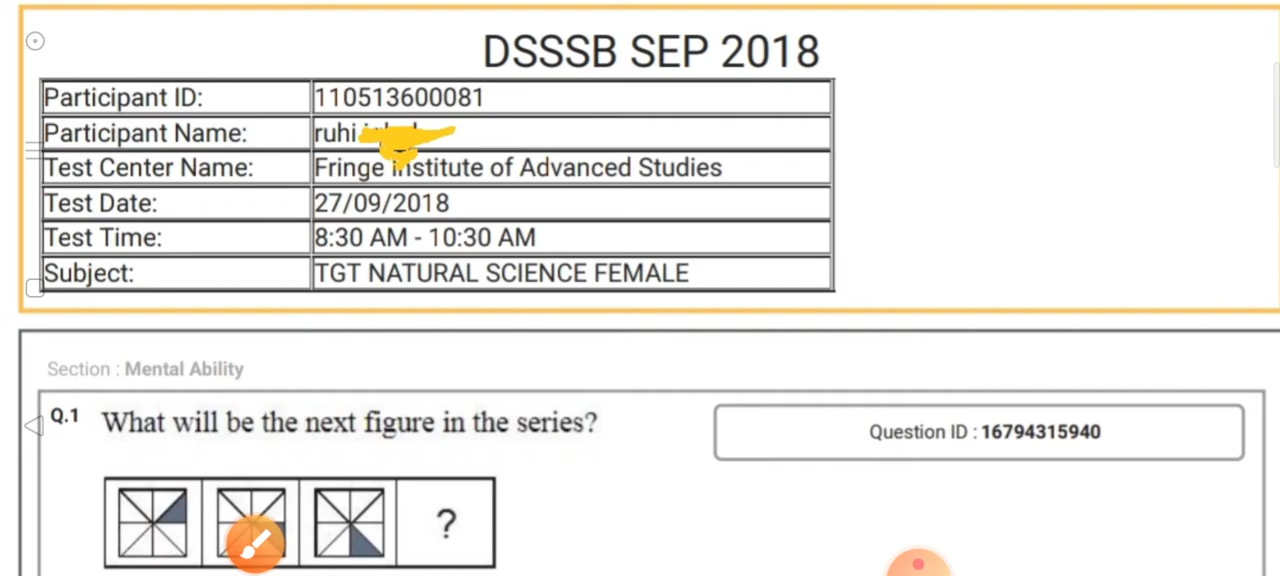 DSSSB SEP 2018
Participant ID: 110513600081
Participant Name: ruhi
Test Center Name: Fringe institute of Advanced Studies
Test Date: 27/09/2018
Test Time: 8:30 AM - 10:30 AM
Subject: TGT NATURAL SCIENCE FEMALE
Section : Mental Ability
Q.1 What will be the next figure in the series?
Question ID : 16794315940
?